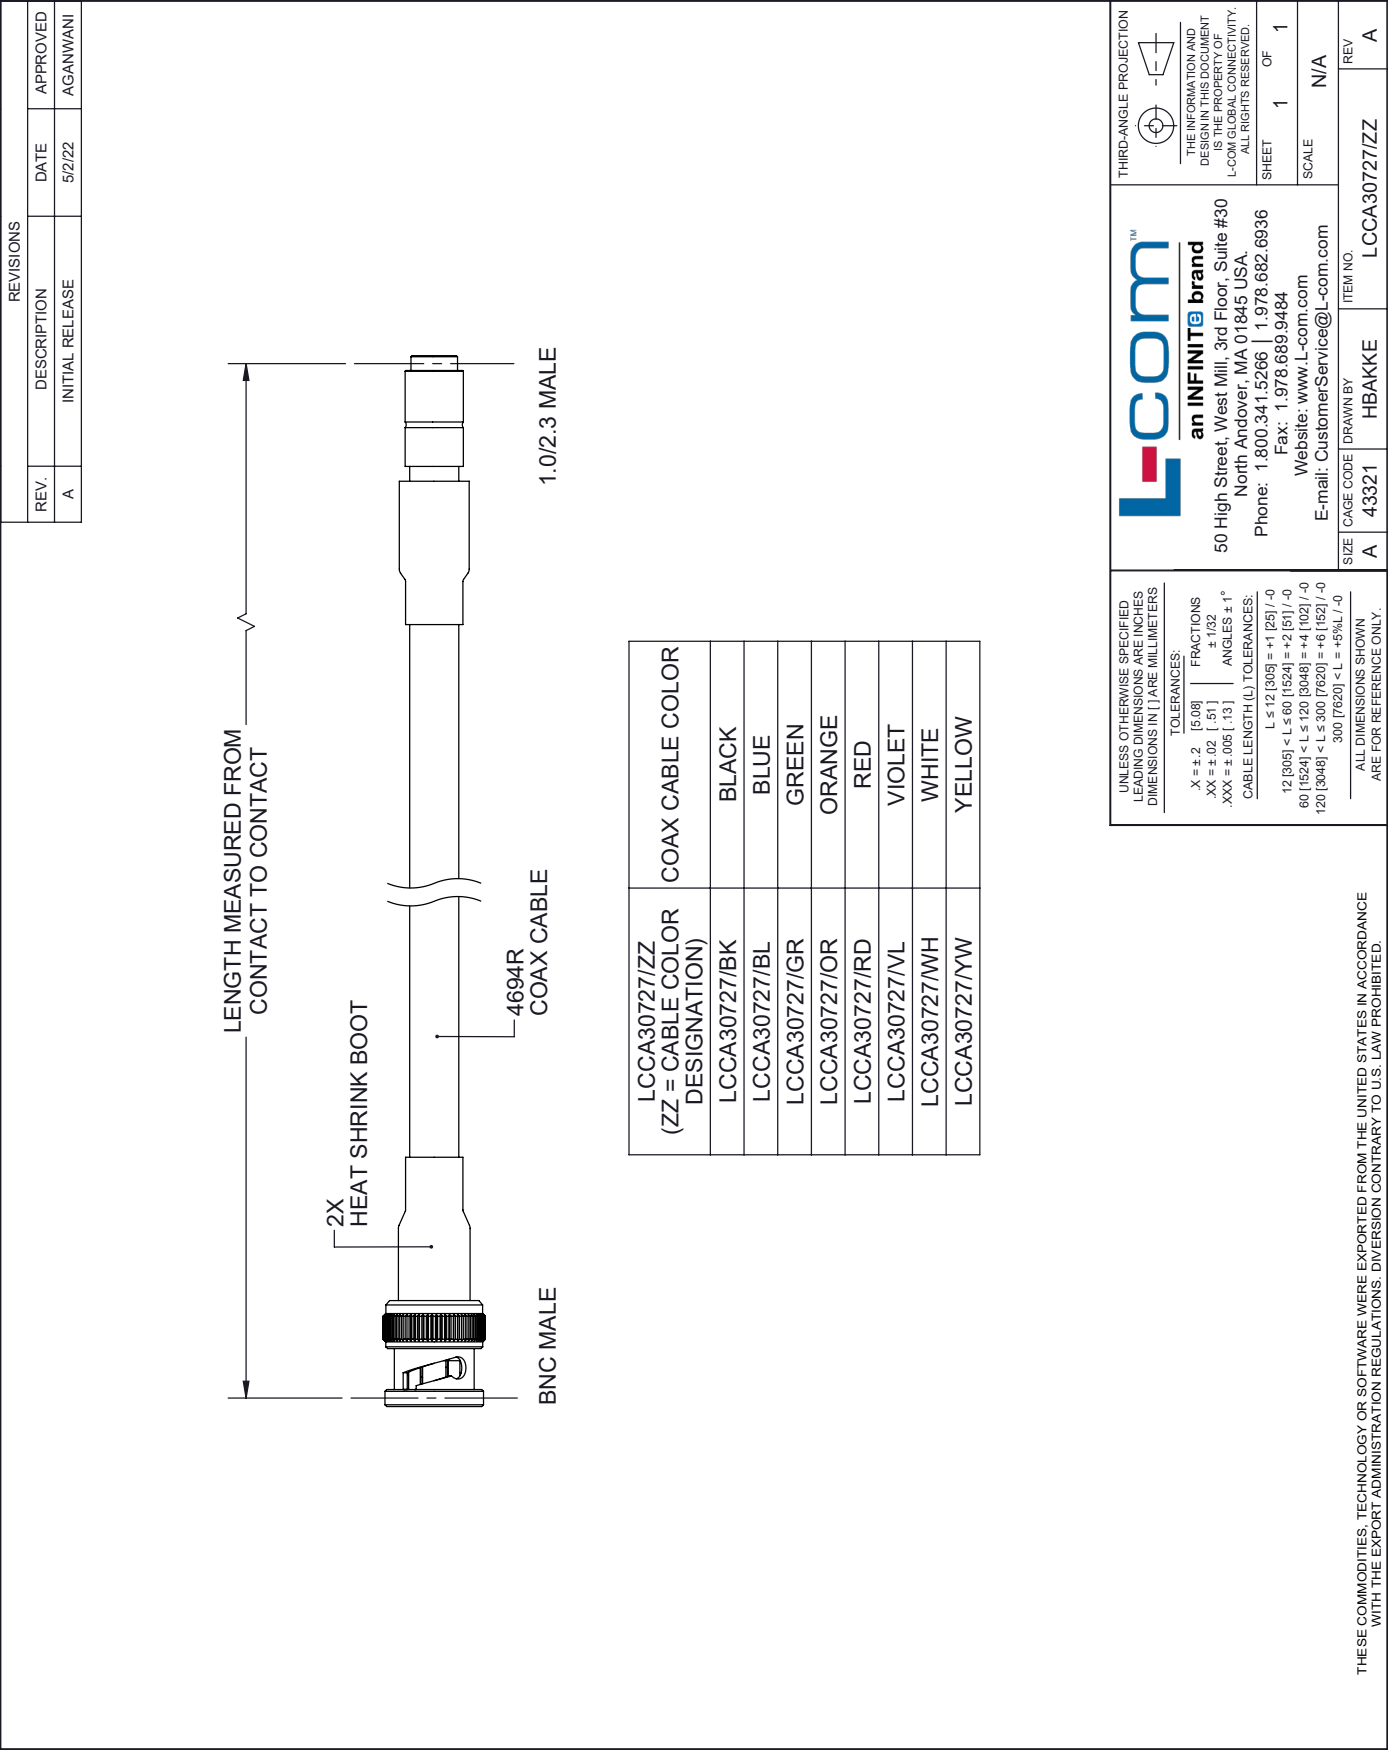 REVISIONS
REV. DESCRIPTION DATE APPROVED
A INITIAL RELEASE 5/2/22 AGANWANI
LENGTH MEASURED FROM
CONTACT TO CONTACT
2X
HEAT SHRINK BOOT
4694R
COAX CABLE
BNC MALE
1.0/2.3 MALE
LCCA30727/ZZ
(ZZ = CABLE COLOR
DESIGNATION)
COAX CABLE COLOR
LCCA30727/BK BLACK
LCCA30727/BL BLUE
LCCA30727/GR GREEN
LCCA30727/OR ORANGE
LCCA30727/RD RED
LCCA30727/VL VIOLET
LCCA30727/WH WHITE
LCCA30727/YW YELLOW
UNLESS OTHERWISE SPECIFIED
LEADING DIMENSIONS ARE INCHES
DIMENSIONS IN [ ] ARE MILLIMETERS
TOLERANCES:
.X = ± .2 [5.08] FRACTIONS
.XX = ± .02 [ .51 ] ± 1/32
.XXX = ± .005 [ .13 ] ANGLES ± 1°
CABLE LENGTH (L) TOLERANCES:
L ≤ 12 [305] = +1 [25] / -0
12 [305] < L ≤ 60 [1524] = +2 [51] / -0
60 [1524] < L ≤ 120 [3048] = +4 [102] / -0
120 [3048] < L ≤ 300 [7620] = +6 [152] / -0
300 [7620] < L = +5%L / -0
ALL DIMENSIONS SHOWN
ARE FOR REFERENCE ONLY.
L-com™
an INFINITe brand
50 High Street, West Mill, 3rd Floor, Suite #30
North Andover, MA 01845 USA.
Phone: 1.800.341.5266 | 1.978.682.6936
Fax: 1.978.689.9484
Website: www.L-com.com
E-mail: CustomerService@L-com.com
THIRD-ANGLE PROJECTION
THE INFORMATION AND
DESIGN IN THIS DOCUMENT
IS THE PROPERTY OF
L-COM GLOBAL CONNECTIVITY.
ALL RIGHTS RESERVED.
SHEET 1 OF 1
SCALE N/A
SIZE CAGE CODE DRAWN BY ITEM NO. REV
A 43321 HBAKKE LCCA30727/ZZ A
THESE COMMODITIES, TECHNOLOGY OR SOFTWARE WERE EXPORTED FROM THE UNITED STATES IN ACCORDANCE
WITH THE EXPORT ADMINISTRATION REGULATIONS. DIVERSION CONTRARY TO U.S. LAW PROHIBITED.